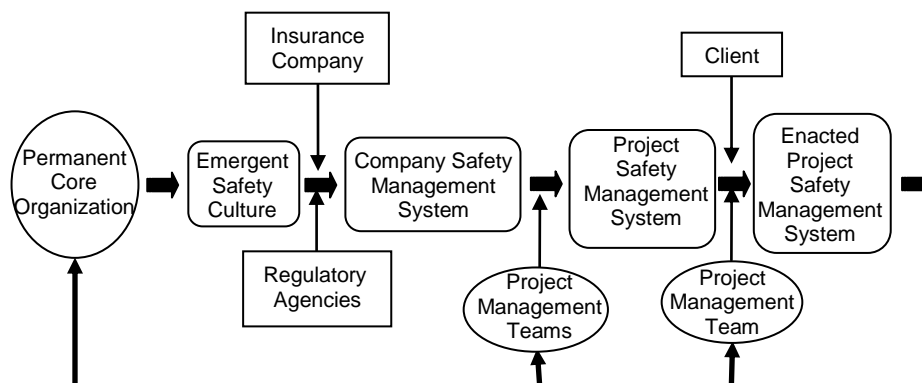 Insurance
Company
Client
Permanent
Core
Organization
Emergent
Safety
Culture
Company Safety
Management
System
Project
Safety
Management
System
Enacted
Project
Safety
Management
System
Regulatory
Agencies
Project
Management
Teams
Project
Management
Team